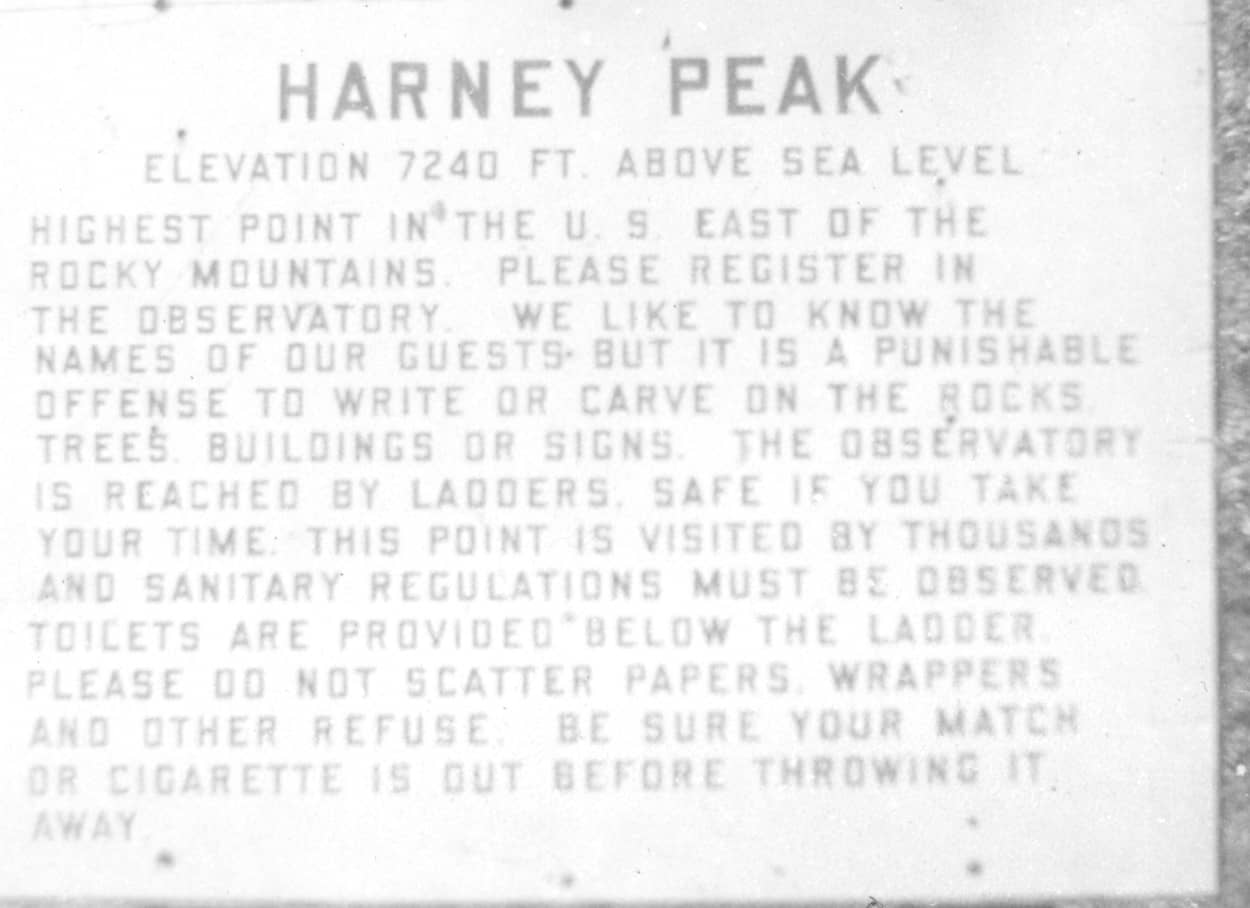 HARNEY PEAK
ELEVATION 7240 FT. ABOVE SEA LEVEL
HIGHEST POINT IN THE U. S. EAST OF THE
ROCKY MOUNTAINS. PLEASE REGISTER IN
THE OBSERVATORY. WE LIKE TO KNOW THE
NAMES OF OUR GUESTS. BUT IT IS A PUNISHABLE
OFFENSE TO WRITE OR CARVE ON THE ROCKS,
TREES, BUILDINGS OR SIGNS. THE OBSERVATORY
IS REACHED BY LADDERS, SAFE IF YOU TAKE
YOUR TIME. THIS POINT IS VISITED BY THOUSANDS
AND SANITARY REGULATIONS MUST BE OBSERVED.
TOILETS ARE PROVIDED BELOW THE LADDER.
PLEASE DO NOT SCATTER PAPERS, WRAPPERS
AND OTHER REFUSE. BE SURE YOUR MATCH
OR CIGARETTE IS OUT BEFORE THROWING IT
AWAY.